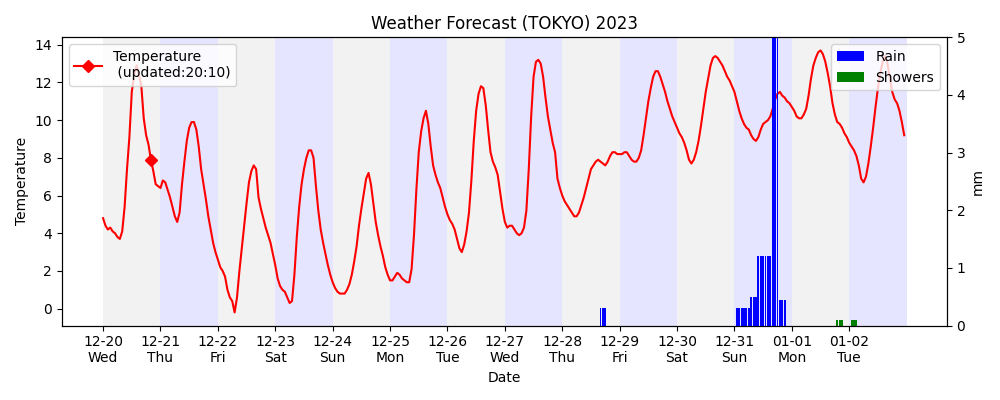 Weather Forecast (TOKYO) 2023
Temperature
(updated:20:10)
Rain
Showers
Temperature
14
12
10
8
6
4
2
0
5
4
3
2
1
0
mm
12-20 12-21 12-22 12-23 12-24 12-25 12-26 12-27 12-28 12-29 12-30 12-31 01-01 01-02
Wed Thu Fri Sat Sun Mon Tue Wed Thu Fri Sat Sun Mon Tue
Date